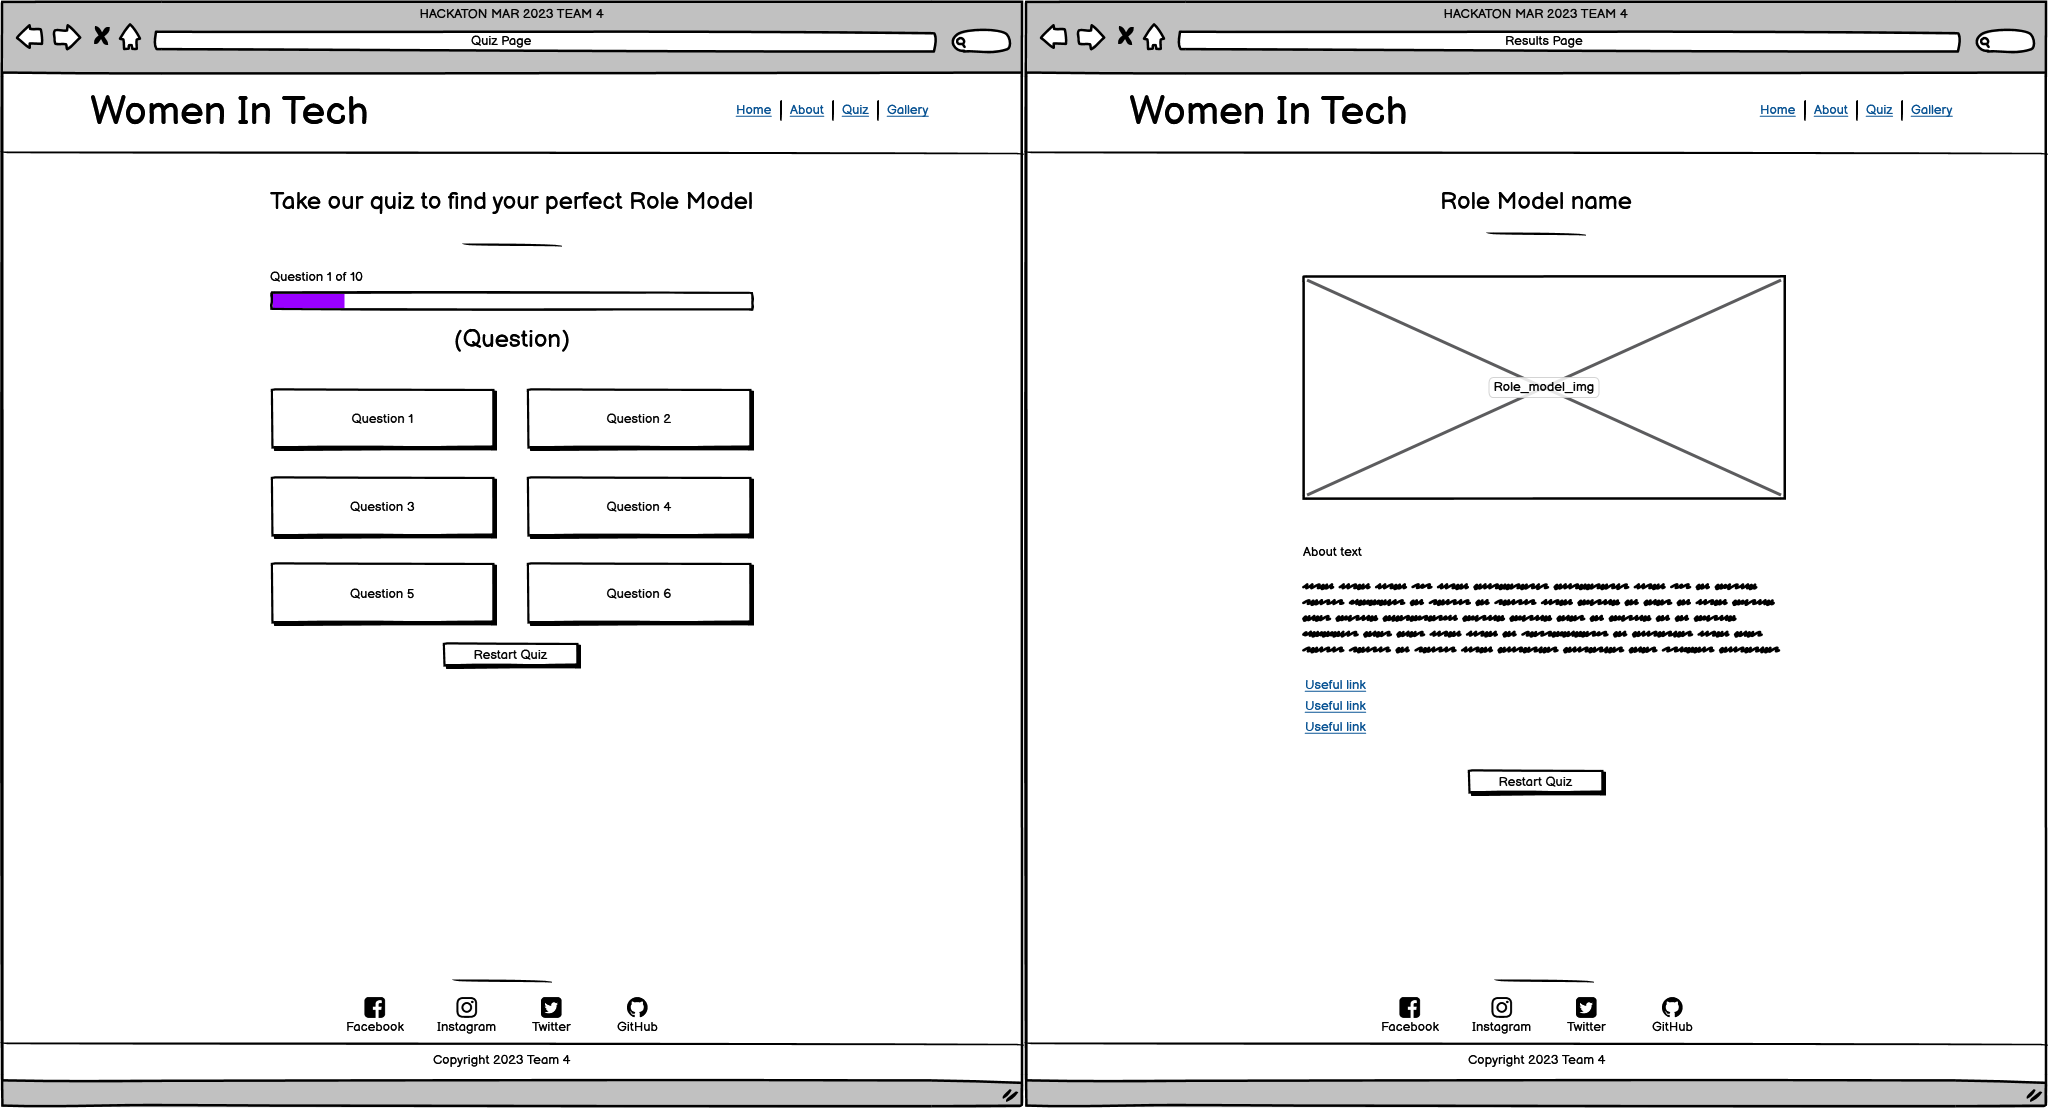 HACKATON MAR 2023 TEAM 4
Quiz Page
Women In Tech
Home About Quiz Gallery
Take our quiz to find your perfect Role Model
Question 1 of 10
(Question)
Question 1 Question 2
Question 3 Question 4
Question 5 Question 6
Restart Quiz
Facebook Instagram Twitter GitHub
Copyright 2023 Team 4
HACKATON MAR 2023 TEAM 4
Results Page
Women In Tech
Home About Quiz Gallery
Role Model name
Role_model_img
About text
Useful link
Useful link
Useful link
Restart Quiz
Facebook Instagram Twitter GitHub
Copyright 2023 Team 4